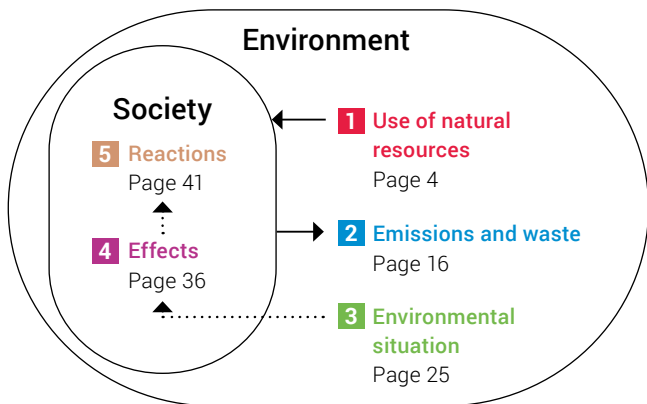 Environment
Society
1 Use of natural
resources
Page 4
5 Reactions
Page 41
2 Emissions and waste
Page 16
4 Effects
Page 36
3 Environmental
situation
Page 25